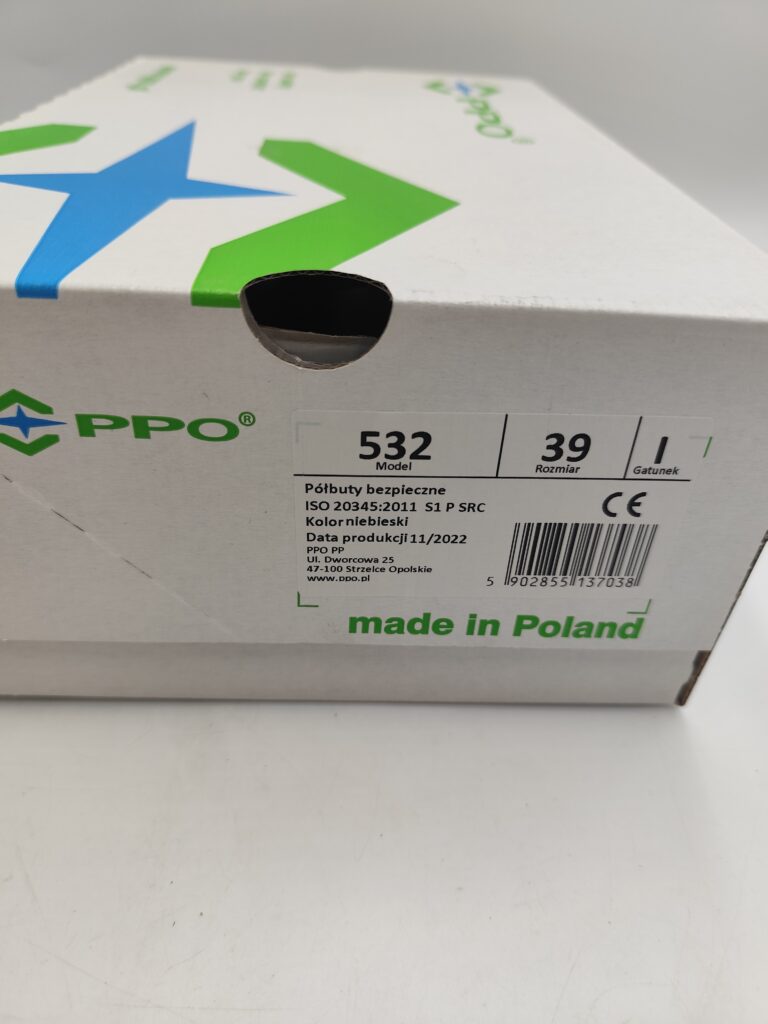 PPO®
PPO®
532 39 I
Model Rozmiar Gatunek
Półbuty bezpieczne
ISO 20345:2011 S1 P SRC
CE
Kolor niebieski
Data produkcji 11/2022
PPO PP
Ul. Dworcowa 25
47-100 Strzelce Opolskie
www.ppo.pl
5 902855 137038
made in Poland